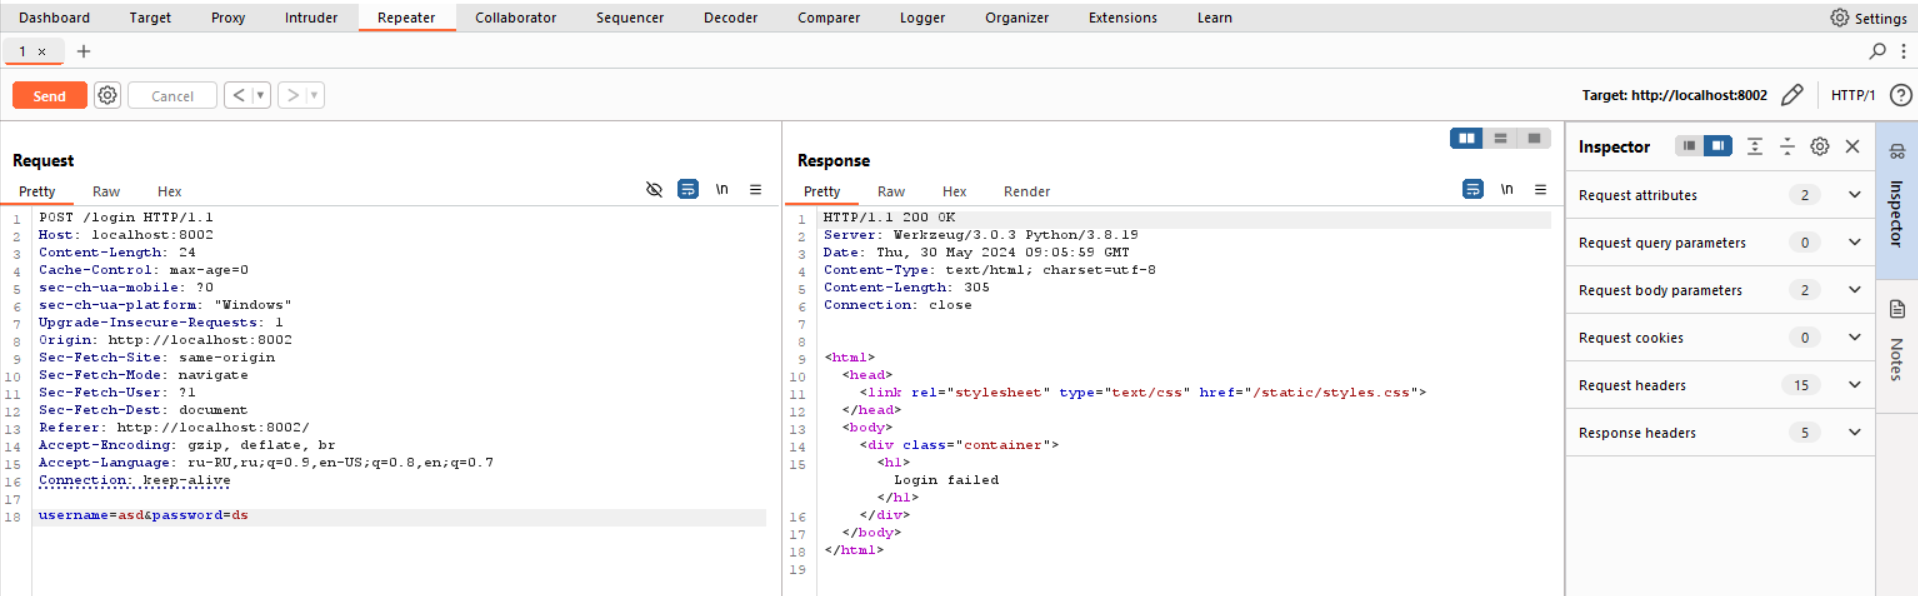 Dashboard Target Proxy Intruder Repeater Collaborator Sequencer Decoder Comparer Logger Organizer Extensions Learn Settings
1 × +
Send Cancel < > Target: http://localhost:8002 HTTP/1 ?
Request
Pretty Raw Hex \n
1 POST /login HTTP/1.1
2 Host: localhost:8002
3 Content-Length: 24
4 Cache-Control: max-age=0
5 sec-ch-ua-mobile: ?0
6 sec-ch-ua-platform: "Windows"
7 Upgrade-Insecure-Requests: 1
8 Origin: http://localhost:8002
9 Sec-Fetch-Site: same-origin
10 Sec-Fetch-Mode: navigate
11 Sec-Fetch-User: ?1
12 Sec-Fetch-Dest: document
13 Referer: http://localhost:8002/
14 Accept-Encoding: gzip, deflate, br
15 Accept-Language: ru-RU,ru;q=0.9,en-US;q=0.8,en;q=0.7
16 Connection: keep-alive
17
18 username=asd&password=ds
Response
Pretty Raw Hex Render \n
1 HTTP/1.1 200 OK
2 Server: Werkzeug/3.0.3 Python/3.8.19
3 Date: Thu, 30 May 2024 09:05:59 GMT
4 Content-Type: text/html; charset=utf-8
5 Content-Length: 305
6 Connection: close
7
8
9 <html>
10 <head>
11 <link rel="stylesheet" type="text/css" href="/static/styles.css">
12 </head>
13 <body>
14 <div class="container">
15 <h1>
Login failed
</h1>
16 </div>
17 </body>
18 </html>
19
Inspector
Request attributes 2
Request query parameters 0
Request body parameters 2
Request cookies 0
Request headers 15
Response headers 5
Inspector
Notes